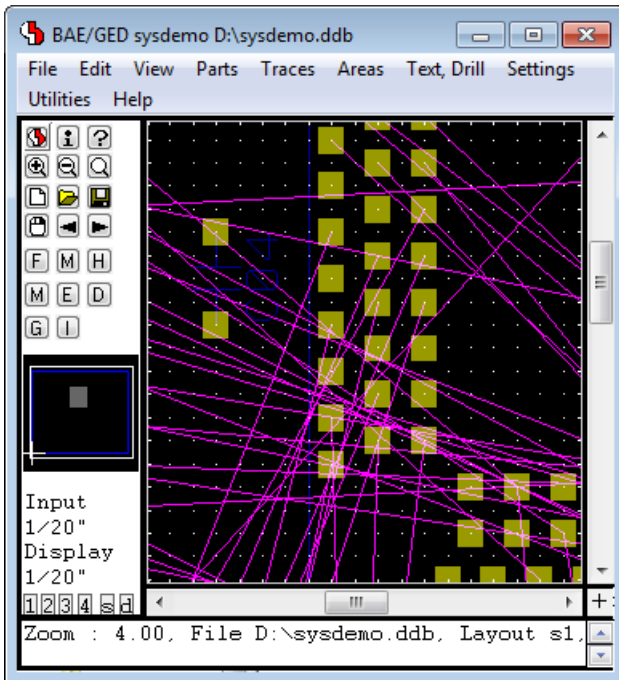 BAE/GED sysdemo D:\sysdemo.ddb
File Edit View Parts Traces Areas Text, Drill Settings
Utilities Help
F M H
M E D
G I
Input
1/20"
Display
1/20"
1 2 3 4 s d
Zoom : 4.00, File D:\sysdemo.ddb, Layout s1,